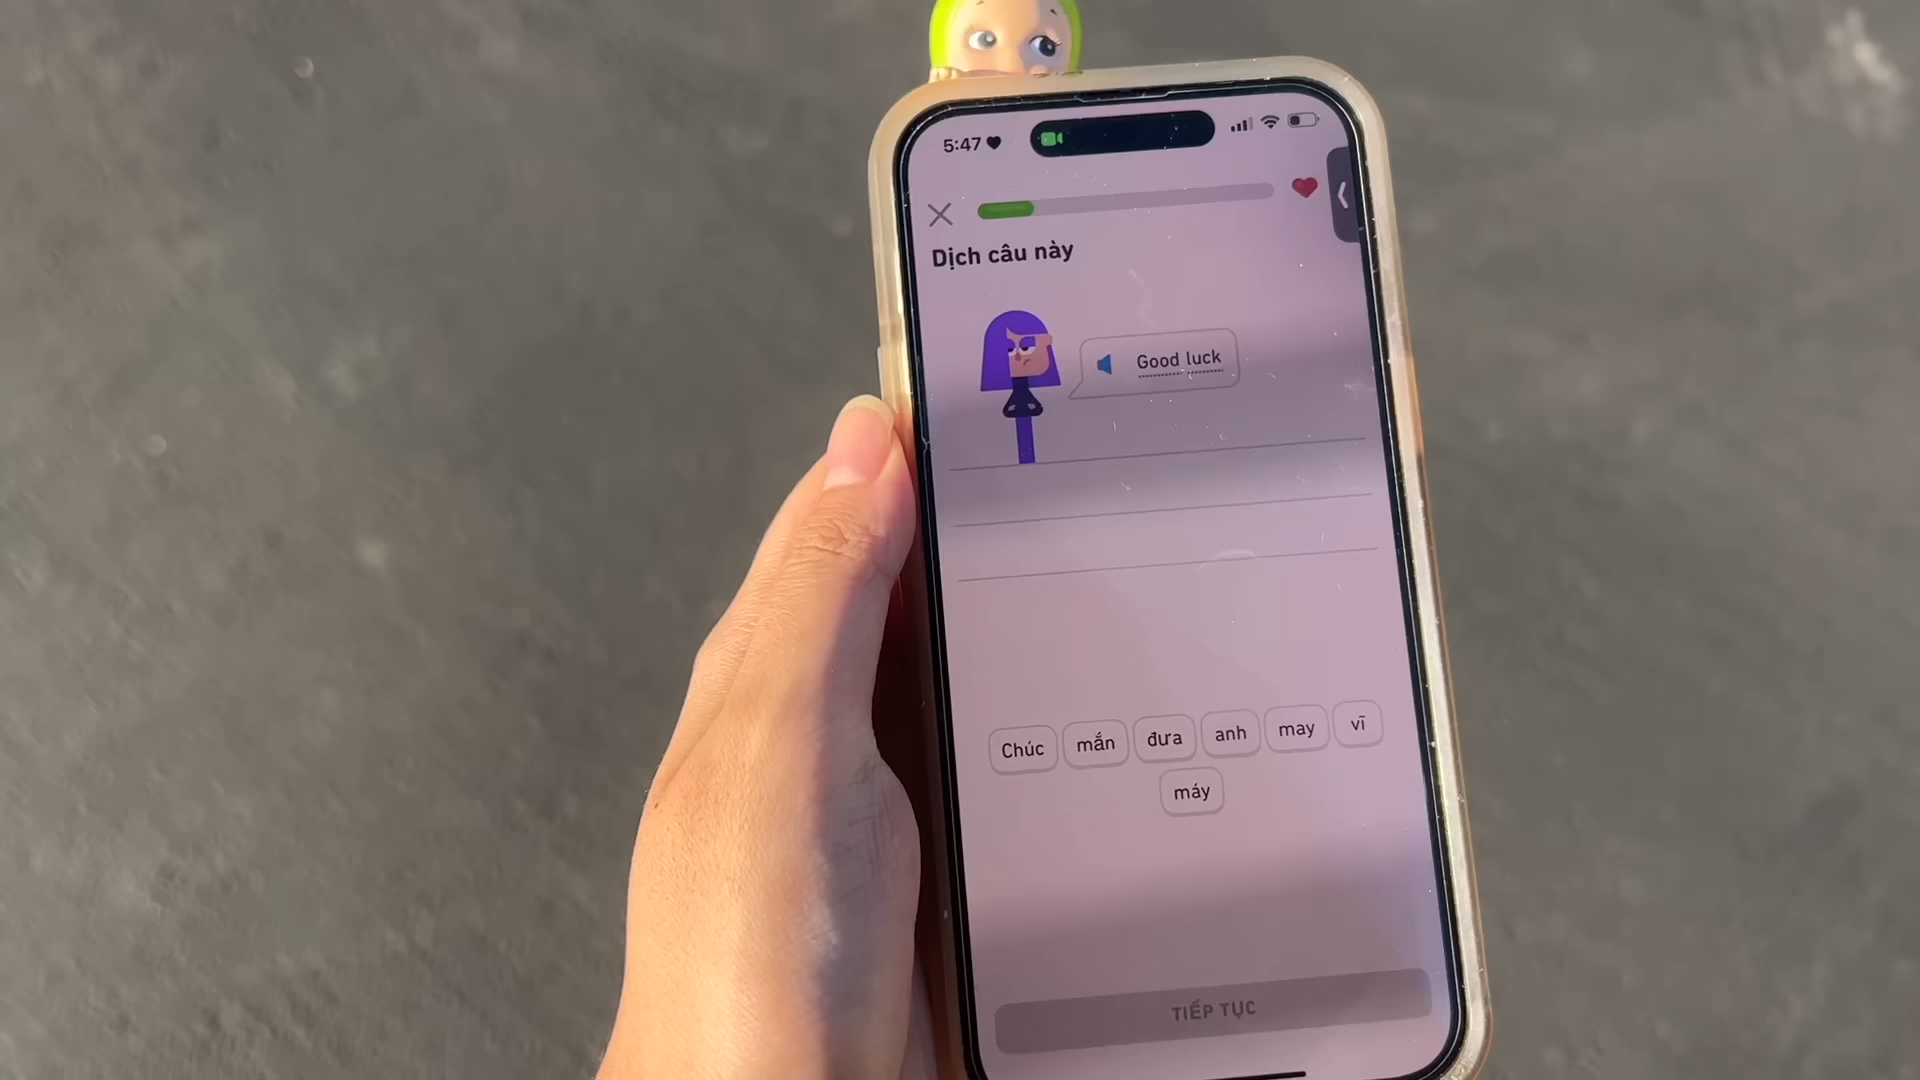 5:47
Dịch câu này
Good luck
Chúc mắn đưa anh may vĩ
máy
TIẾP TỤC